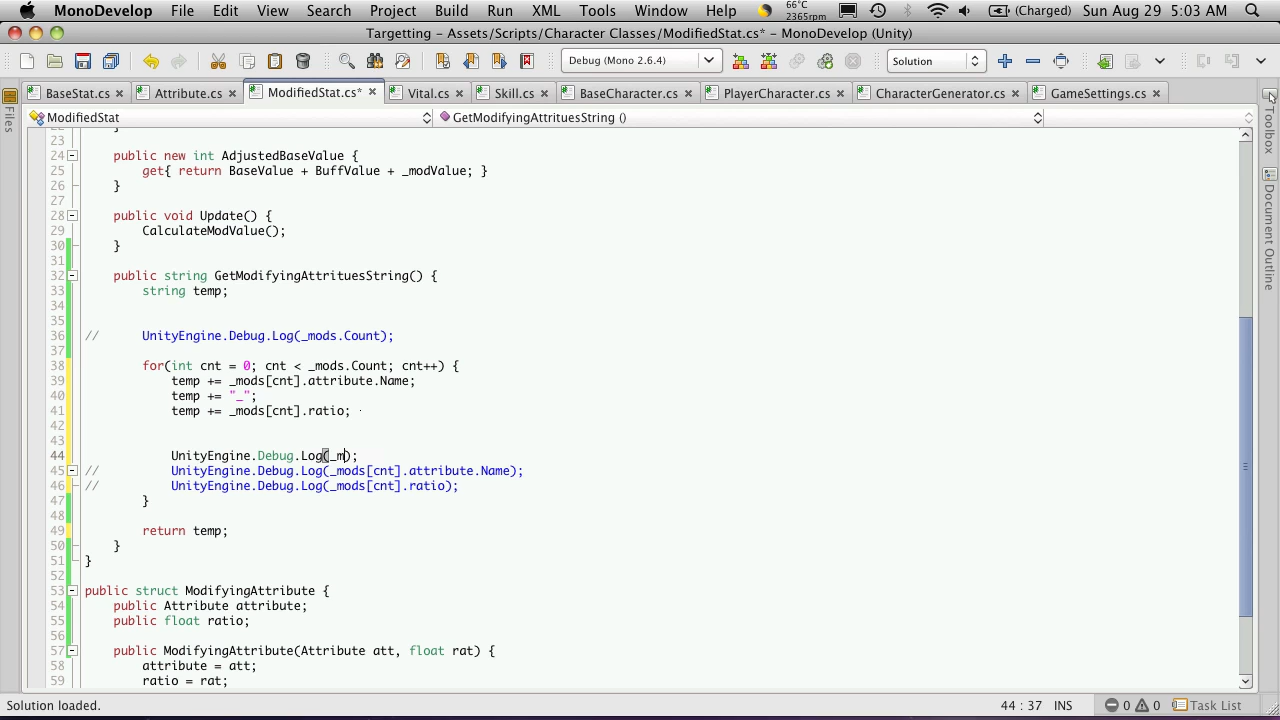 MonoDevelop File Edit View Search Project Build Run XML Tools Window Help 66°C 2365rpm (Charged) Sun Aug 29 5:03 AM
Targetting - Assets/Scripts/Character Classes/ModifiedStat.cs* - MonoDevelop (Unity)
Debug (Mono 2.6.4) Solution
BaseStat.cs Attribute.cs ModifiedStat.cs* Vital.cs Skill.cs BaseCharacter.cs PlayerCharacter.cs CharacterGenerator.cs GameSettings.cs
Files
ModifiedStat GetModifyingAttrituesString ()
Toolbox
Document Outline
22 }
23
24 public new int AdjustedBaseValue {
25 get{ return BaseValue + BuffValue + _modValue; }
26 }
27
28 public void Update() {
29 CalculateModValue();
30 }
31
32 public string GetModifyingAttrituesString() {
33 string temp;
34
35
36 // UnityEngine.Debug.Log(_mods.Count);
37
38 for(int cnt = 0; cnt < _mods.Count; cnt++) {
39 temp += _mods[cnt].attribute.Name;
40 temp += "_";
41 temp += _mods[cnt].ratio;
42
43
44 UnityEngine.Debug.Log(_m);
45 // UnityEngine.Debug.Log(_mods[cnt].attribute.Name);
46 // UnityEngine.Debug.Log(_mods[cnt].ratio);
47 }
48
49 return temp;
50 }
51 }
52
53 public struct ModifyingAttribute {
54 public Attribute attribute;
55 public float ratio;
56
57 public ModifyingAttribute(Attribute att, float rat) {
58 attribute = att;
59 ratio = rat;
Solution loaded. 44 : 37 INS 0 0 Task List